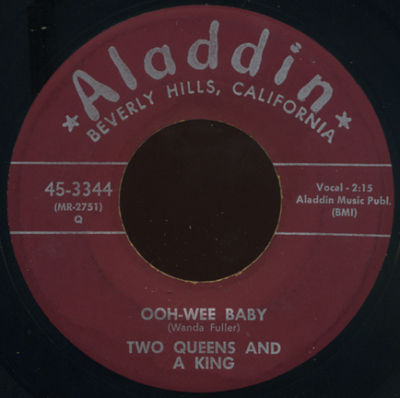 ★ Aladdin ★
BEVERLY HILLS, CALIFORNIA
45-3344
(MR-2751)
Q
Vocal - 2:15
Aladdin Music Publ.
(BMI)
OOH-WEE BABY
(Wanda Fuller)
TWO QUEENS AND
A KING